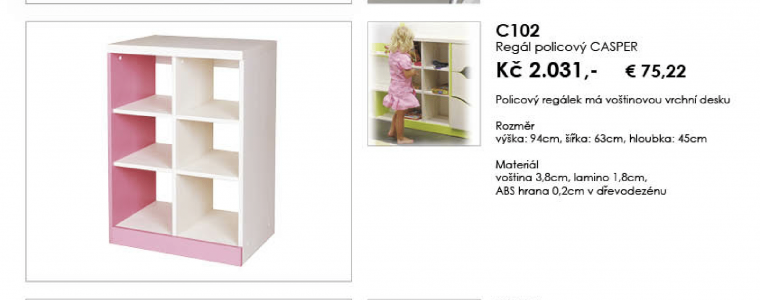 C102
Regál policový CASPER
Kč 2.031,- € 75,22
Policový regálek má voštinovou vrchní desku
Rozměr
výška: 94cm, šířka: 63cm, hloubka: 45cm
Materiál
voština 3,8cm, lamino 1,8cm,
ABS hrana 0,2cm v dřevodezénu